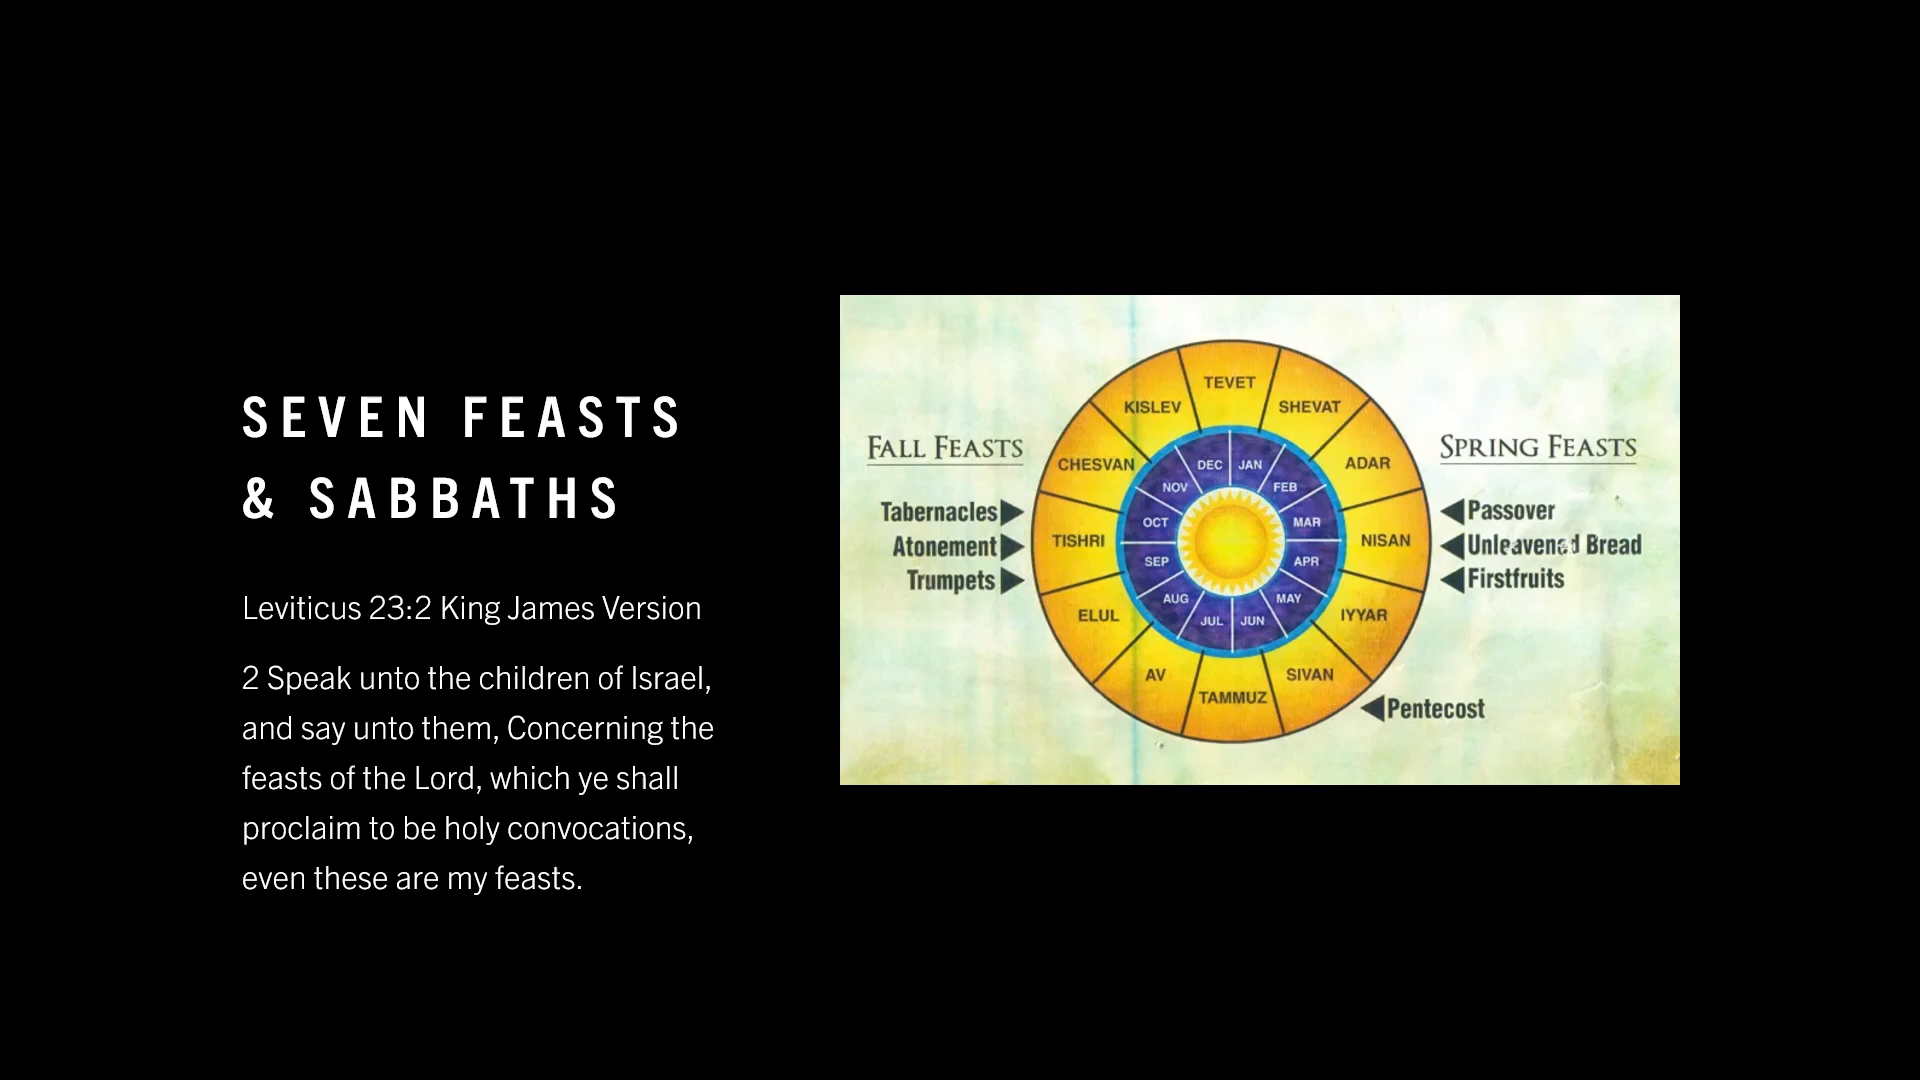 SEVEN FEASTS
& SABBATHS
Leviticus 23:2 King James Version
2 Speak unto the children of Israel,
and say unto them, Concerning the
feasts of the Lord, which ye shall
proclaim to be holy convocations,
even these are my feasts.
FALL FEASTS
Tabernacles
Atonement
Trumpets
TEVET
SHEVAT
ADAR
NISAN
IYYAR
SIVAN
TAMMUZ
AV
ELUL
TISHRI
CHESVAN
KISLEV
JAN
FEB
MAR
APR
MAY
JUN
JUL
AUG
SEP
OCT
NOV
DEC
SPRING FEASTS
Passover
Unleavened Bread
Firstfruits
Pentecost